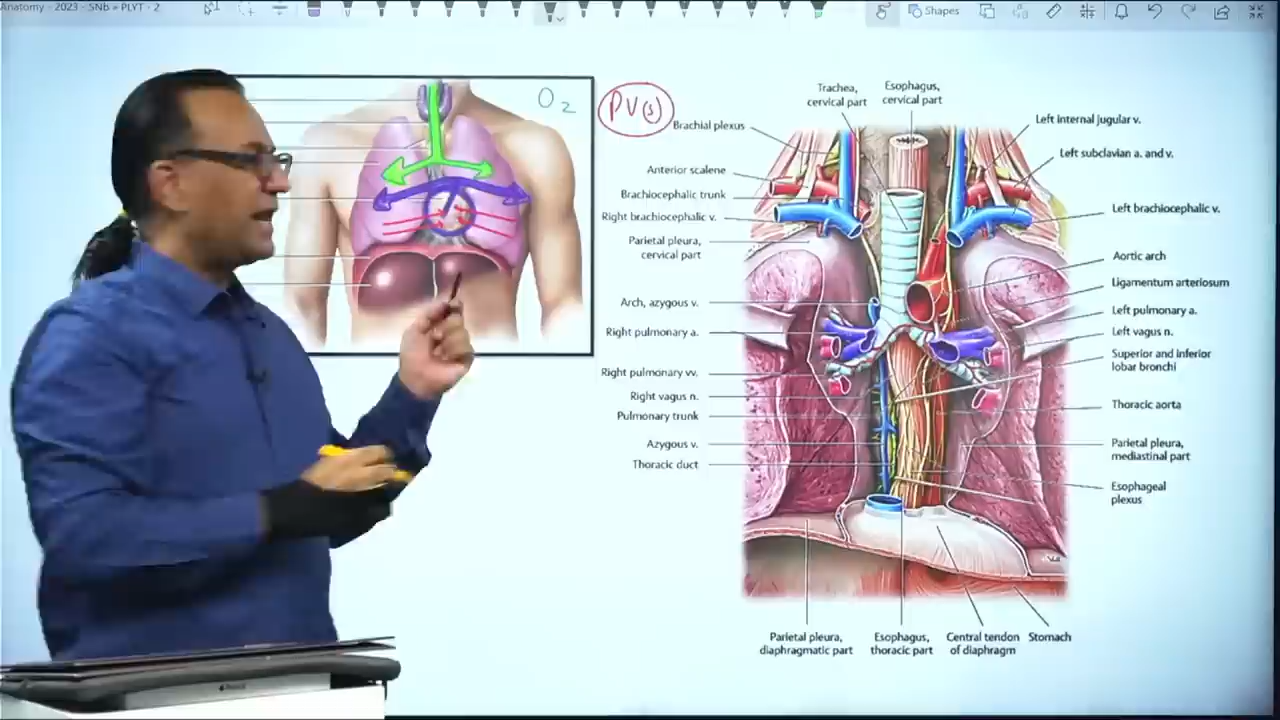 Anatomy - 2023 - SNb » PLYT - 2
Shapes
O2
PV(s)
Trachea,
cervical part
Esophagus,
cervical part
Brachial plexus
Anterior scalene
Brachiocephalic trunk
Right brachiocephalic v.
Parietal pleura,
cervical part
Arch, azygous v.
Right pulmonary a.
Right pulmonary vv.
Right vagus n.
Pulmonary trunk
Azygous v.
Thoracic duct
Left internal jugular v.
Left subclavian a. and v.
Left brachiocephalic v.
Aortic arch
Ligamentum arteriosum
Left pulmonary a.
Left vagus n.
Superior and inferior
lobar bronchi
Thoracic aorta
Parietal pleura,
mediastinal part
Esophageal
plexus
Parietal pleura,
diaphragmatic part
Esophagus,
thoracic part
Central tendon
of diaphragm
Stomach